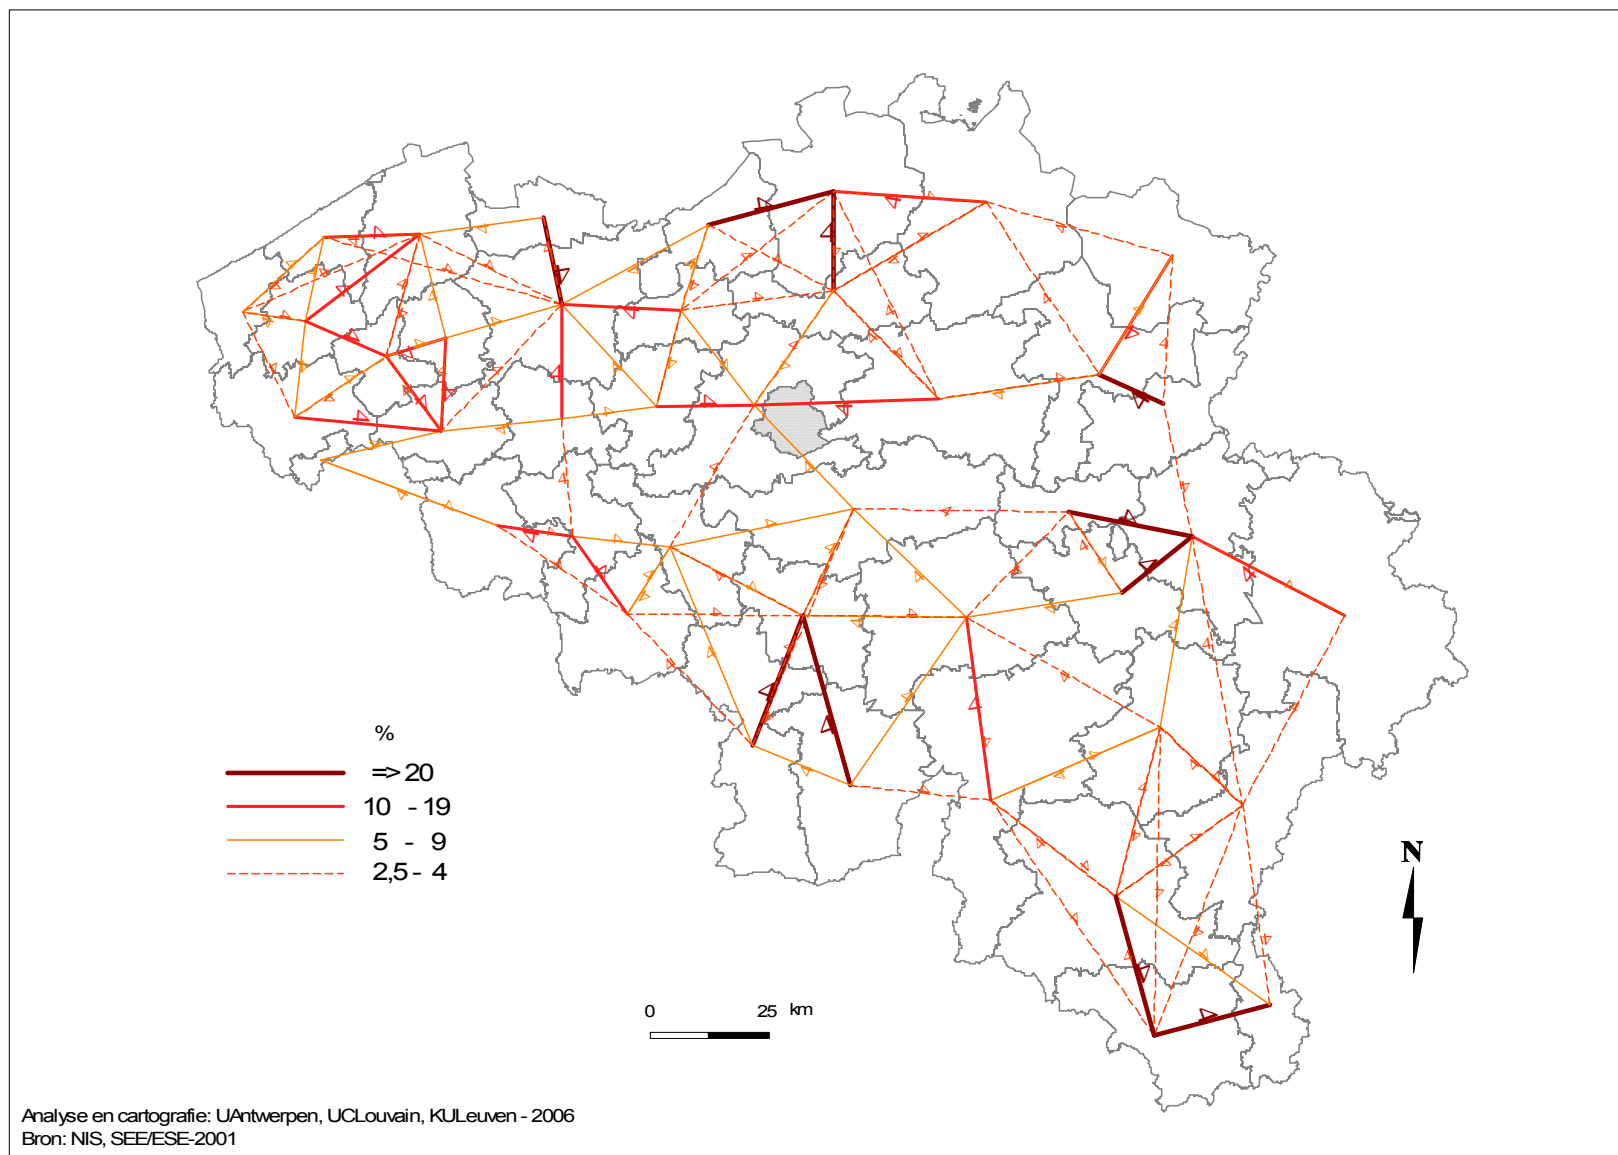 %
=> 20
10 - 19
5 - 9
2,5 - 4
N
0 25 km
Analyse en cartografie: UAntwerpen, UCLouvain, KULeuven - 2006
Bron: NIS, SEE/ESE-2001